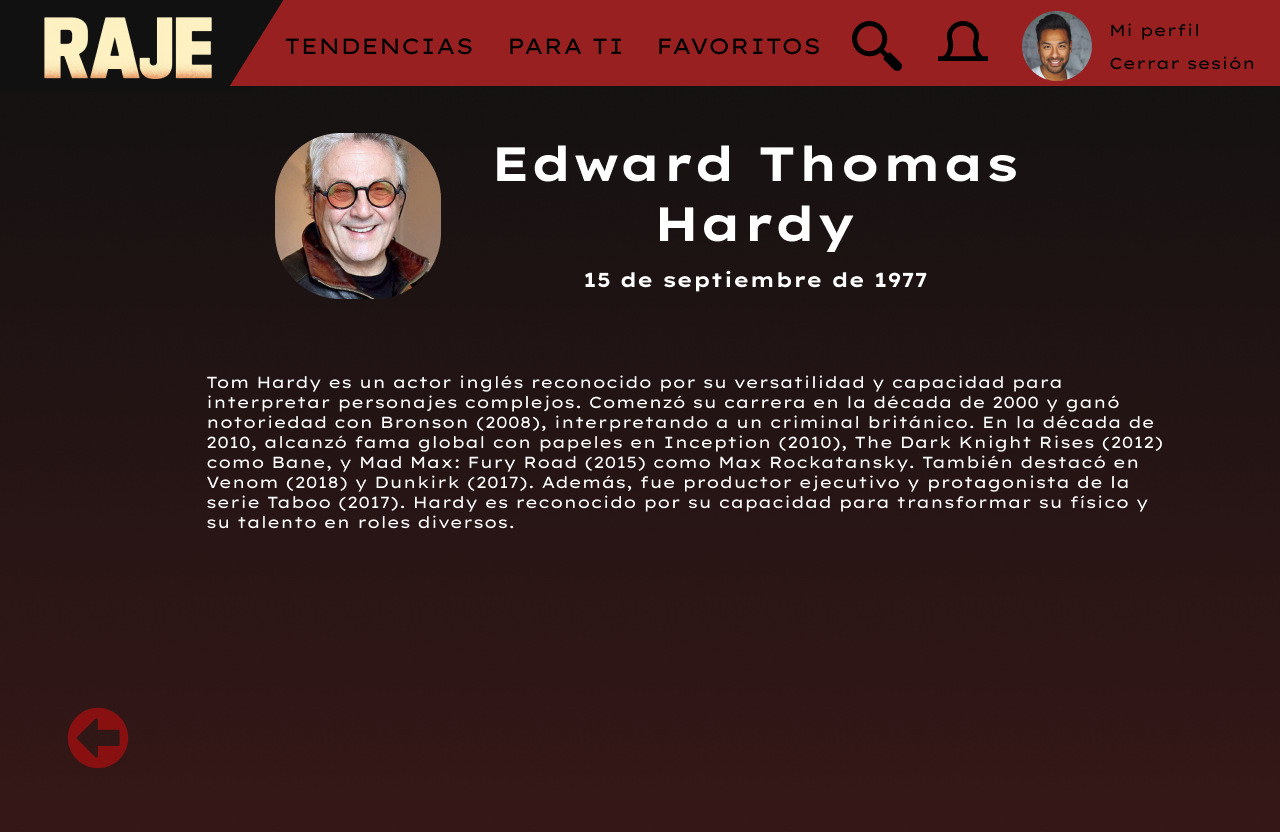 RAJE
TENDENCIAS
PARA TI
FAVORITOS
Mi perfil
Cerrar sesión
Edward Thomas
Hardy
15 de septiembre de 1977
Tom Hardy es un actor inglés reconocido por su versatilidad y capacidad para
interpretar personajes complejos. Comenzó su carrera en la década de 2000 y ganó
notoriedad con Bronson (2008), interpretando a un criminal británico. En la década de
2010, alcanzó fama global con papeles en Inception (2010), The Dark Knight Rises (2012)
como Bane, y Mad Max: Fury Road (2015) como Max Rockatansky. También destacó en
Venom (2018) y Dunkirk (2017). Además, fue productor ejecutivo y protagonista de la
serie Taboo (2017). Hardy es reconocido por su capacidad para transformar su físico y
su talento en roles diversos.